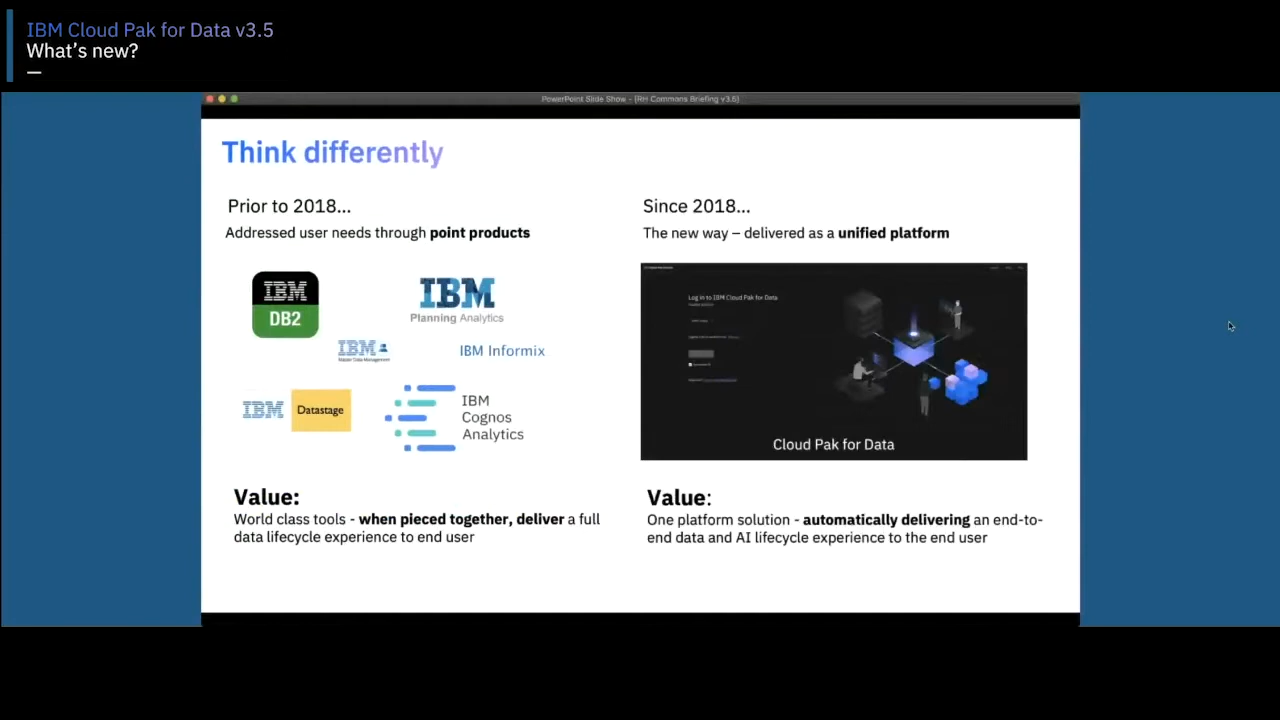 IBM Cloud Pak for Data v3.5
What's new?
PowerPoint Slide Show - [RH Commons Briefing v3.5]
Think differently
Prior to 2018...
Addressed user needs through point products
IBM
DB2
IBM
Planning Analytics
IBM
Master Data Management
IBM Informix
IBM Datastage
IBM
Cognos
Analytics
Value:
World class tools - when pieced together, deliver a full
data lifecycle experience to end user
Since 2018...
The new way – delivered as a unified platform
Log in to IBM Cloud Pak for Data
Cloud Pak for Data
Value:
One platform solution - automatically delivering an end-to-
end data and AI lifecycle experience to the end user